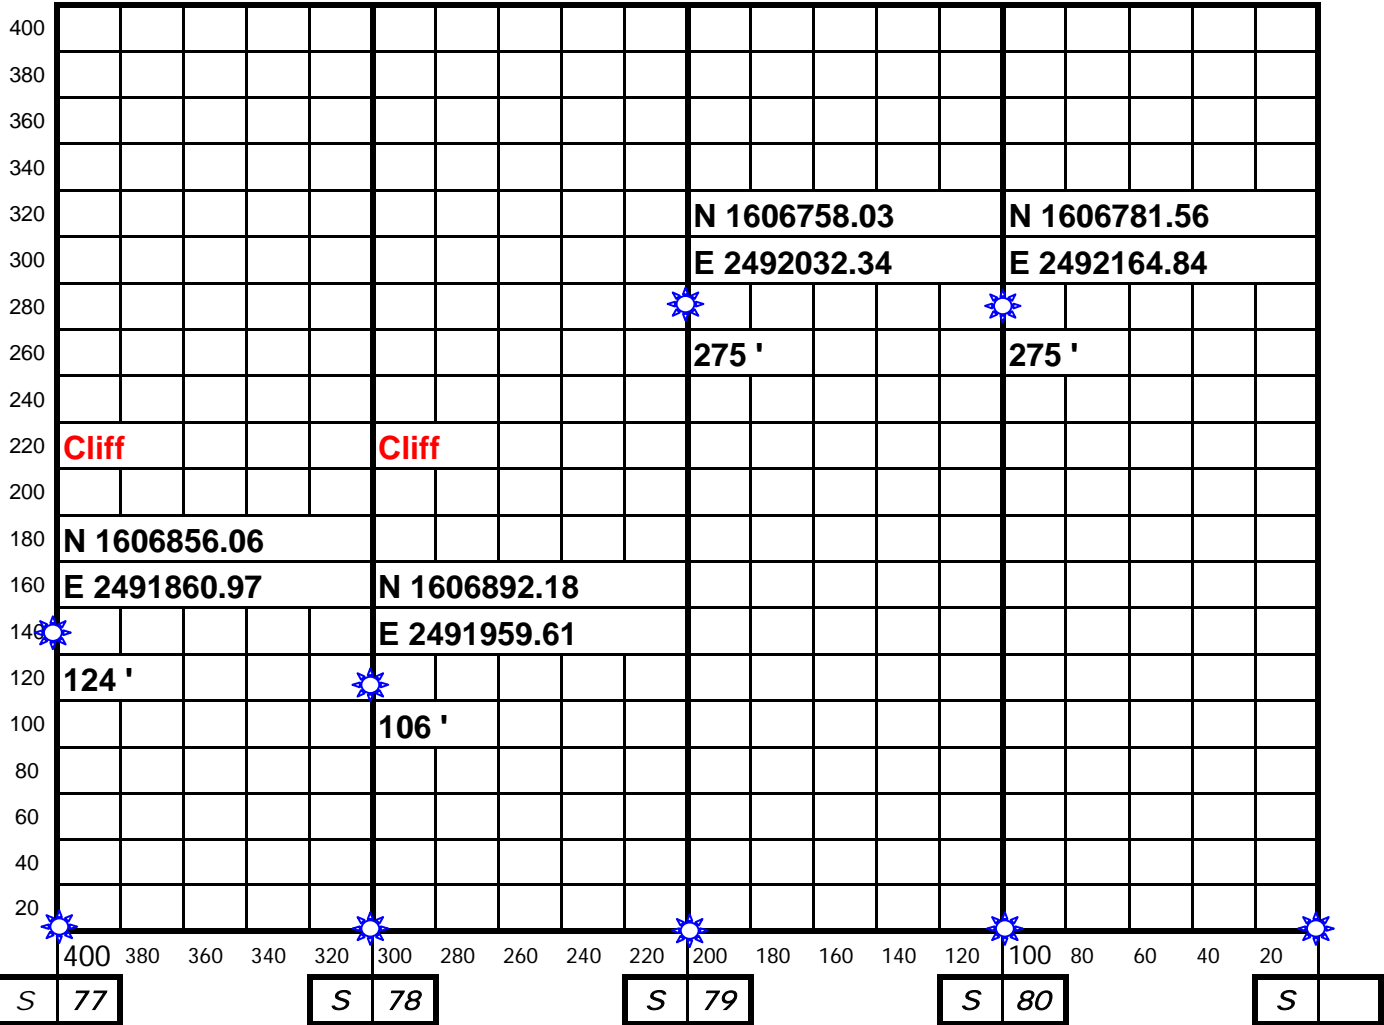 400
380
360
340
320 N 1606758.03 N 1606781.56
300 E 2492032.34 E 2492164.84
280
260 275 ' 275 '
240
220 Cliff Cliff
200
180 N 1606856.06
160 E 2491860.97 N 1606892.18
140 E 2491959.61
120 124 '
100 106 '
80
60
40
20
400 380 360 340 320 300 280 260 240 220 200 180 160 140 120 100 80 60 40 20
S 77 S 78 S 79 S 80 S